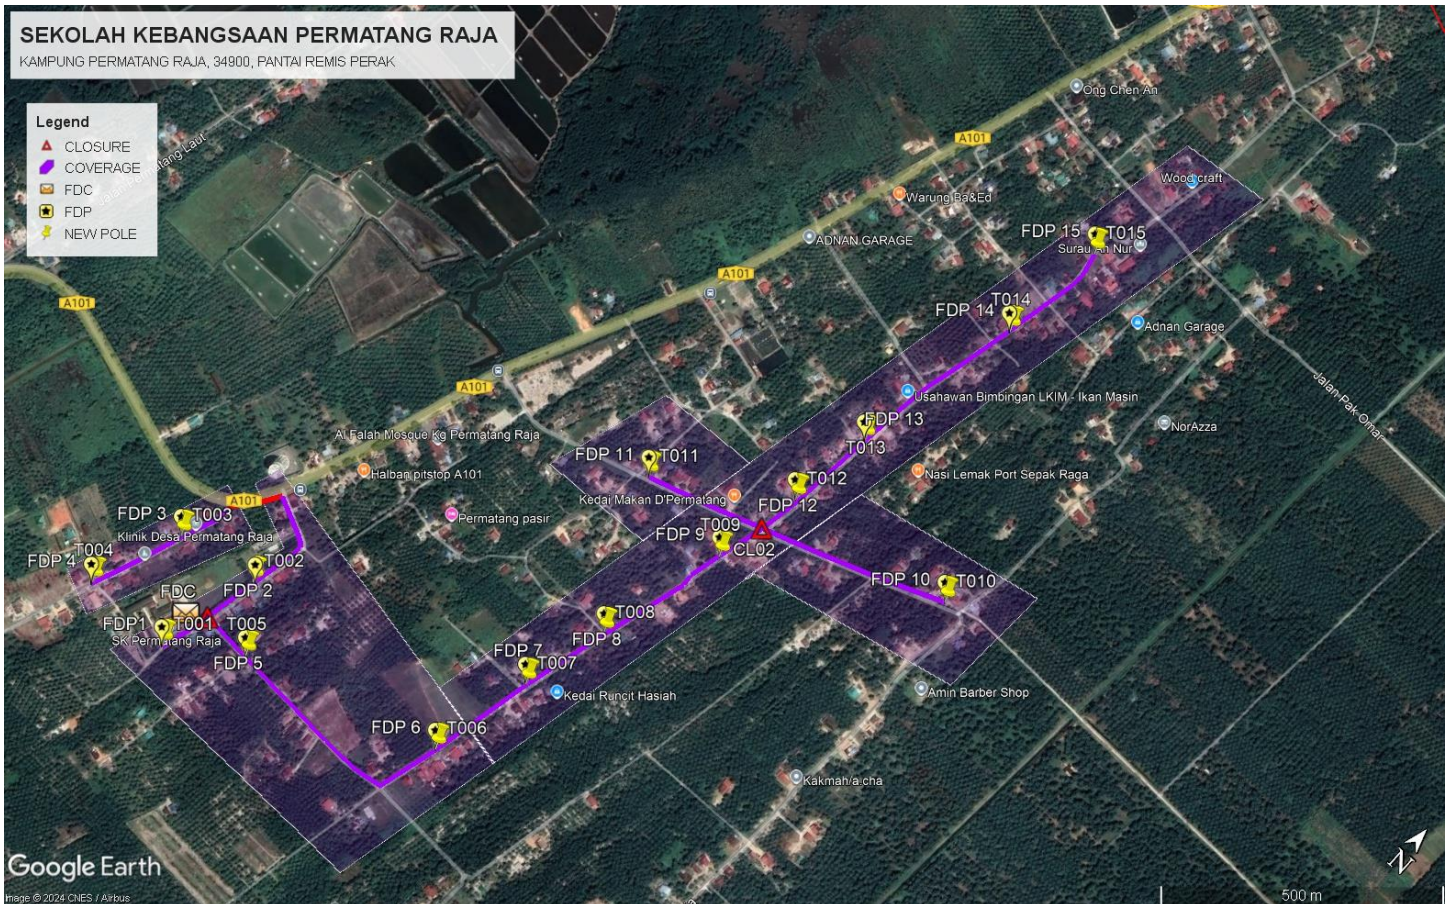 SEKOLAH KEBANGSAAN PERMATANG RAJA
KAMPUNG PERMATANG RAJA, 34900, PANTAI REMIS PERAK
Legend
CLOSURE
COVERAGE
FDC
FDP
NEW POLE
Permatang Laut
Ong Chen An
A101
Wood craft
Warung Ba&Ed
ADNAN GARAGE
FDP 15
T015
Surau An Nur
A101
A101
T014
FDP 14
Adnan Garage
A101
Usahawan Bimbingan LKIM - Ikan Masin
Jalan Pak Omar
FDP 13
NorAzza
Al Falah Mosque Kg Permatang Raja
T013
FDP 11
T011
Halban pitstop A101
Nasi Lemak Port Sepak Raga
T012
Kedai Makan D'Permatang
A101
FDP 12
FDP 3
T003
Permatang pasir
T009
FDP 9
Klinik Desa Permatang Raja
CL02
T004
FDP 4
T002
FDP 2
FDP 10
T010
FDC
T008
FDP1
T001
T005
SK Permatang Raja
FDP 8
FDP 5
FDP 7
T007
Kedai Runcit Hasiah
Amin Barber Shop
FDP 6
T006
Kakmah/a.cha
Google Earth
N
Image © 2024 CNES / Airbus
500 m